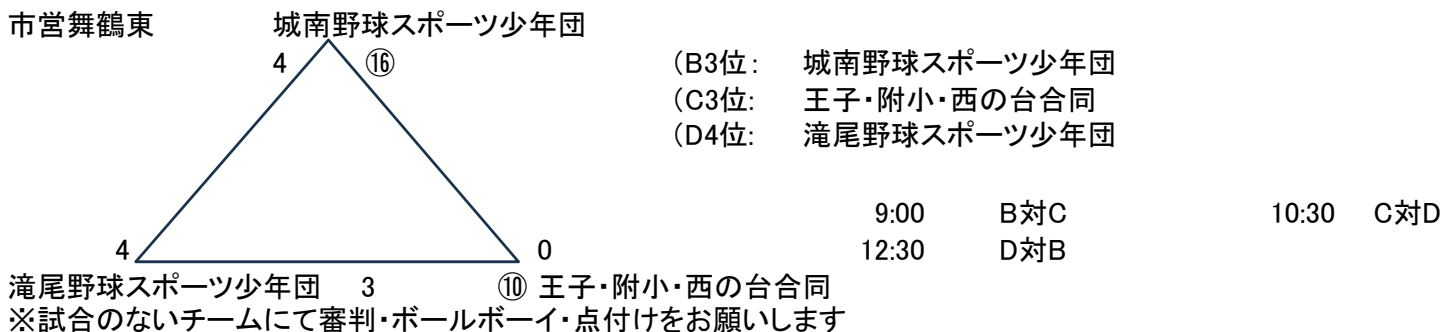 市営舞鶴東 城南野球スポーツ少年団
4 ⑯ (B3位: 城南野球スポーツ少年団
(C3位: 王子・附小・西の台合同
(D4位: 滝尾野球スポーツ少年団
9:00 B対C 10:30 C対D
4 0 12:30 D対B
滝尾野球スポーツ少年団 3 ⑩ 王子・附小・西の台合同
※試合のないチームにて審判・ボールボーイ・点付けをお願いします